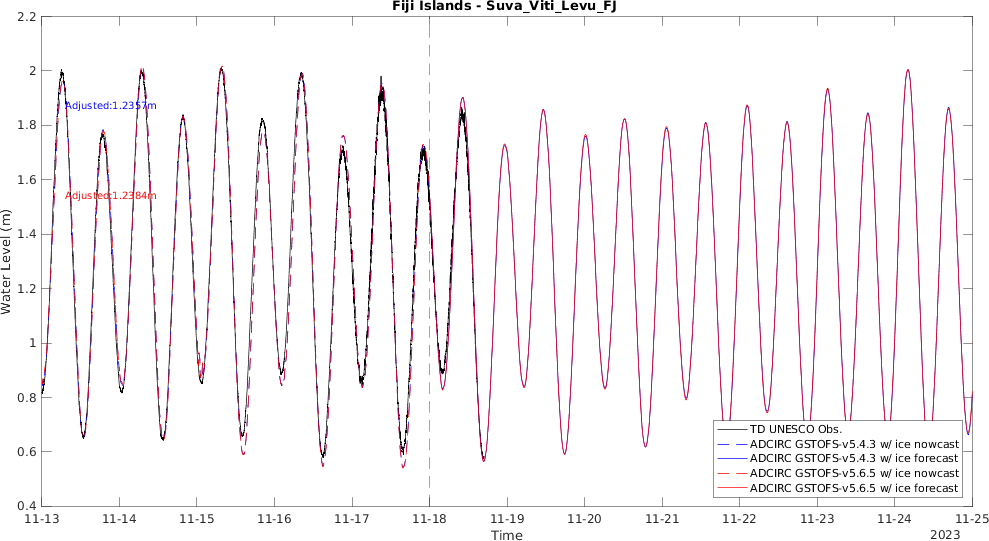 Fiji Islands - Suva_Viti_Levu_FJ
2.2
2
1.8
1.6
1.4
1.2
1
0.8
0.6
0.4
Water Level (m)
Adjusted:1.2357m
Adjusted:1.2384m
TD UNESCO Obs.
ADCIRC GSTOFS-v5.4.3 w/ ice nowcast
ADCIRC GSTOFS-v5.4.3 w/ ice forecast
ADCIRC GSTOFS-v5.6.5 w/ ice nowcast
ADCIRC GSTOFS-v5.6.5 w/ ice forecast
11-13 11-14 11-15 11-16 11-17 11-18 11-19 11-20 11-21 11-22 11-23 11-24 11-25
Time
2023